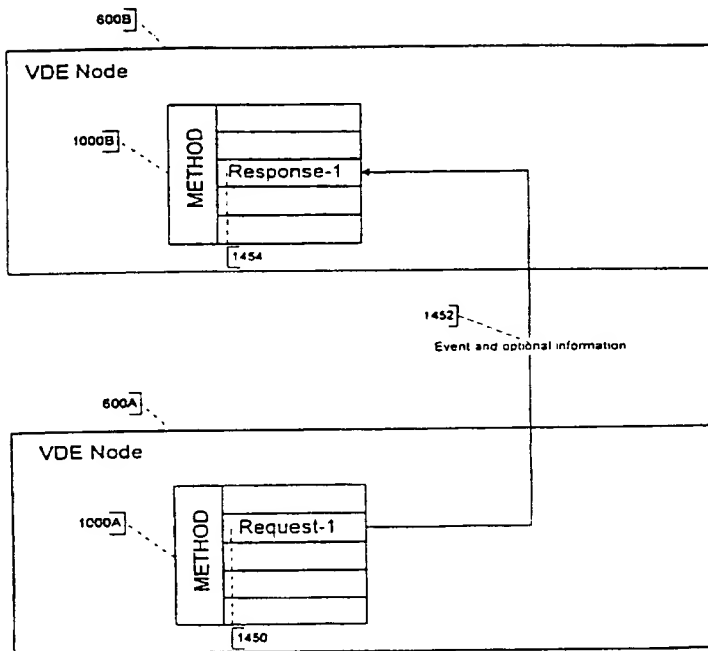 600B
VDE Node
1000B
METHOD
Response-1
1454
1452
Event and optional information
600A
VDE Node
1000A
METHOD
Request-1
1450